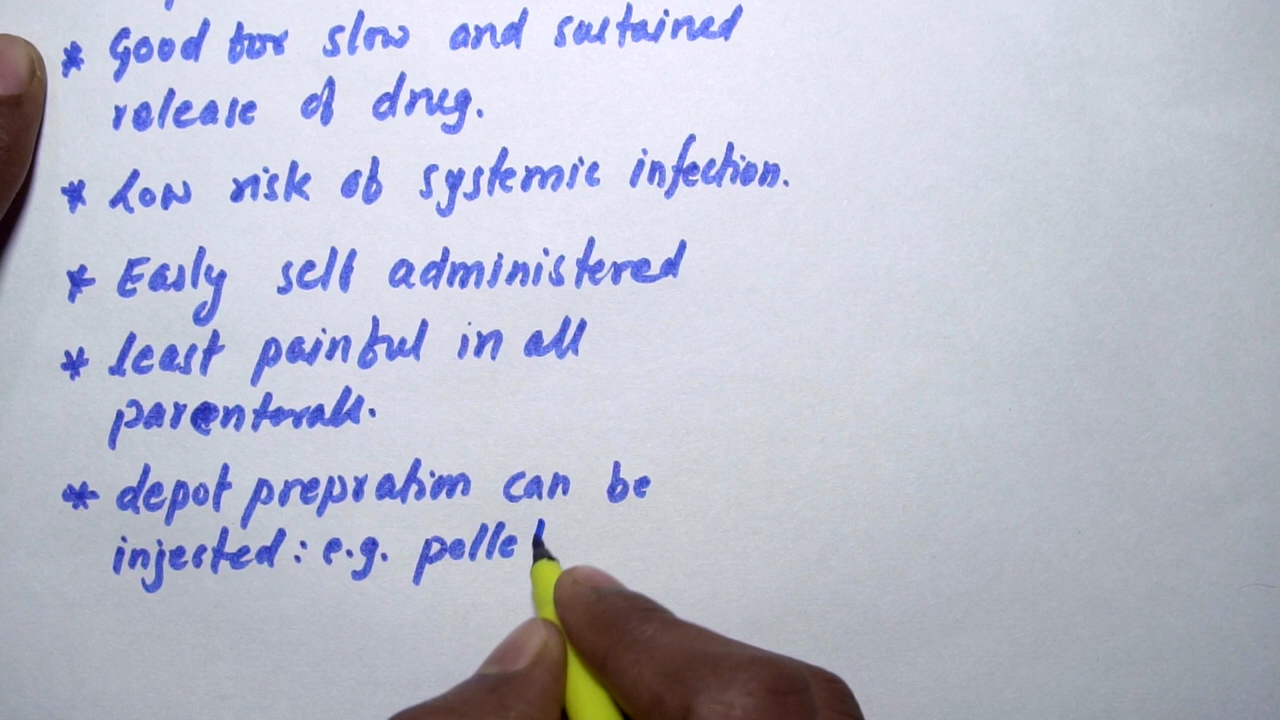 * Good for slow and sustained
release of drug.
* Low risk of systemic infection.
* Easly self administered
* least painful in all
parenterals.
* depot prepration can be
injected: e.g. pelle